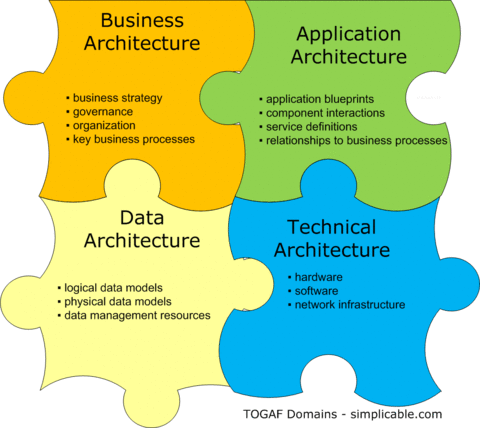 Business
Architecture
▪ business strategy
▪ governance
▪ organization
▪ key business processes
Application
Architecture
▪ application blueprints
▪ component interactions
▪ service definitions
▪ relationships to business processes
Data
Architecture
▪ logical data models
▪ physical data models
▪ data management resources
Technical
Architecture
▪ hardware
▪ software
▪ network infrastructure
TOGAF Domains - simplicable.com